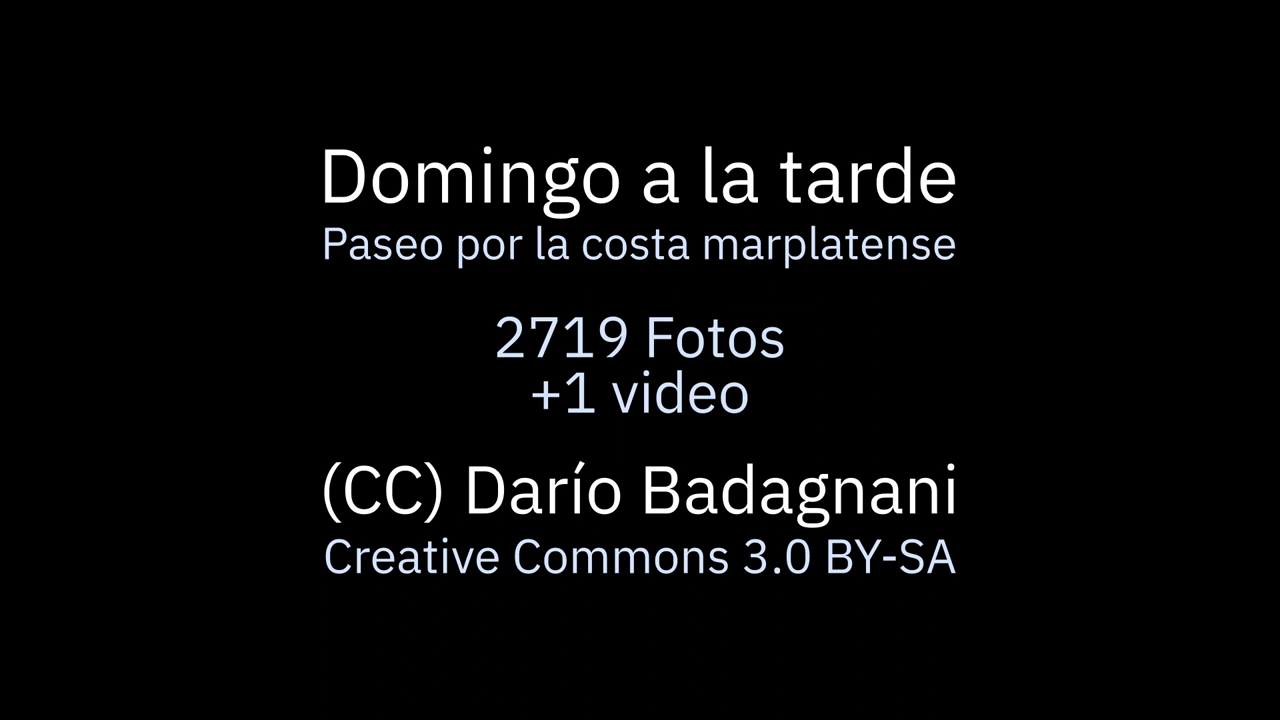 Domingo a la tarde
Paseo por la costa marplatense
2719 Fotos
+1 video
(CC) Darío Badagnani
Creative Commons 3.0 BY-SA